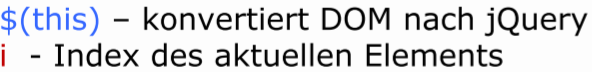 $(this) – konvertiert DOM nach jQuery
i - Index des aktuellen Elements